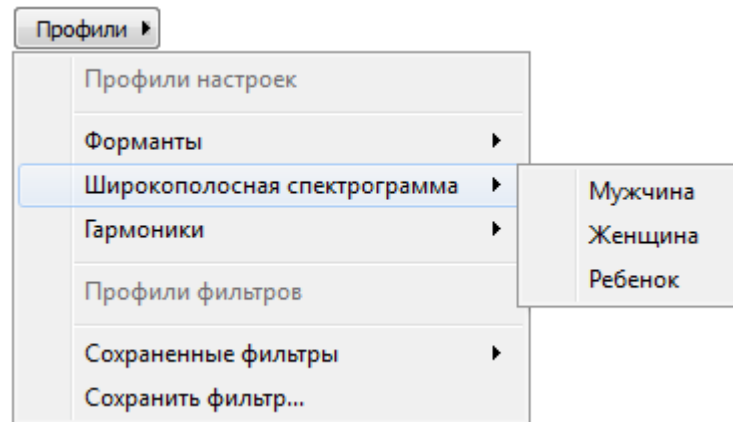 Профили
Профили настроек
Форманты
Широкополосная спектрограмма
Мужчина
Женщина
Ребенок
Гармоники
Профили фильтров
Сохраненные фильтры
Сохранить фильтр...